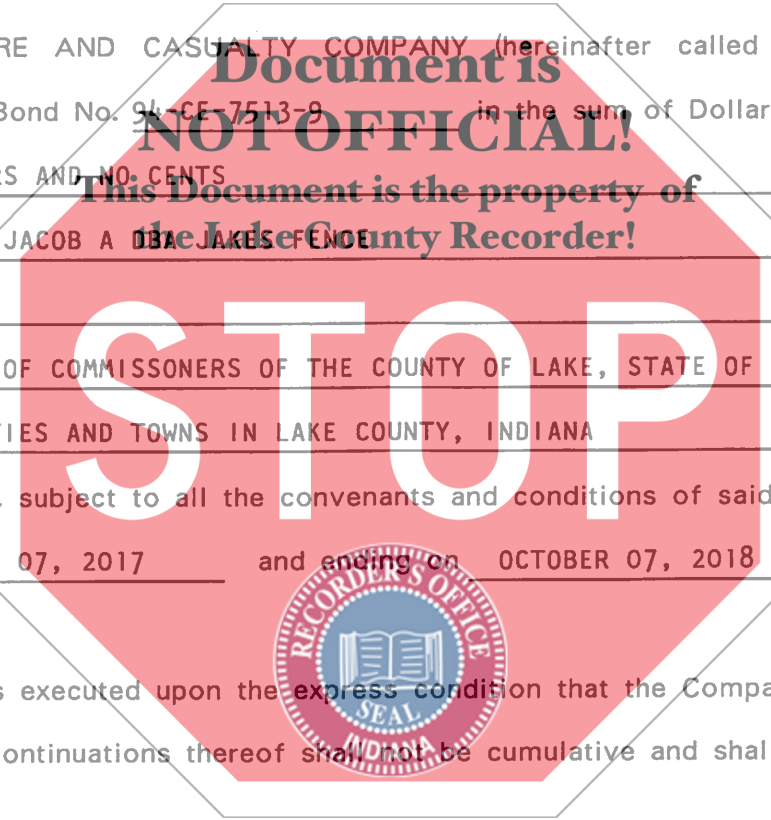 RE AND CASUALTY COMPANY (hereinafter called
Document is
Bond No. 94-CE-7513-9 in the sum of Dollar
NOT OFFICIAL!
RS AND NO CENTS
This Document is the property of
the Lake County Recorder!
JACOB A DBA JAKES FENCE
STOP
OF COMMISSONERS OF THE COUNTY OF LAKE, STATE OF
TIES AND TOWNS IN LAKE COUNTY, INDIANA
subject to all the convenants and conditions of said
07, 2017 and ending on OCTOBER 07, 2018
RECORDER'S OFFICE
SEAL
INDIANA
s executed upon the express condition that the Compa
ontinuations thereof shall not be cumulative and shal